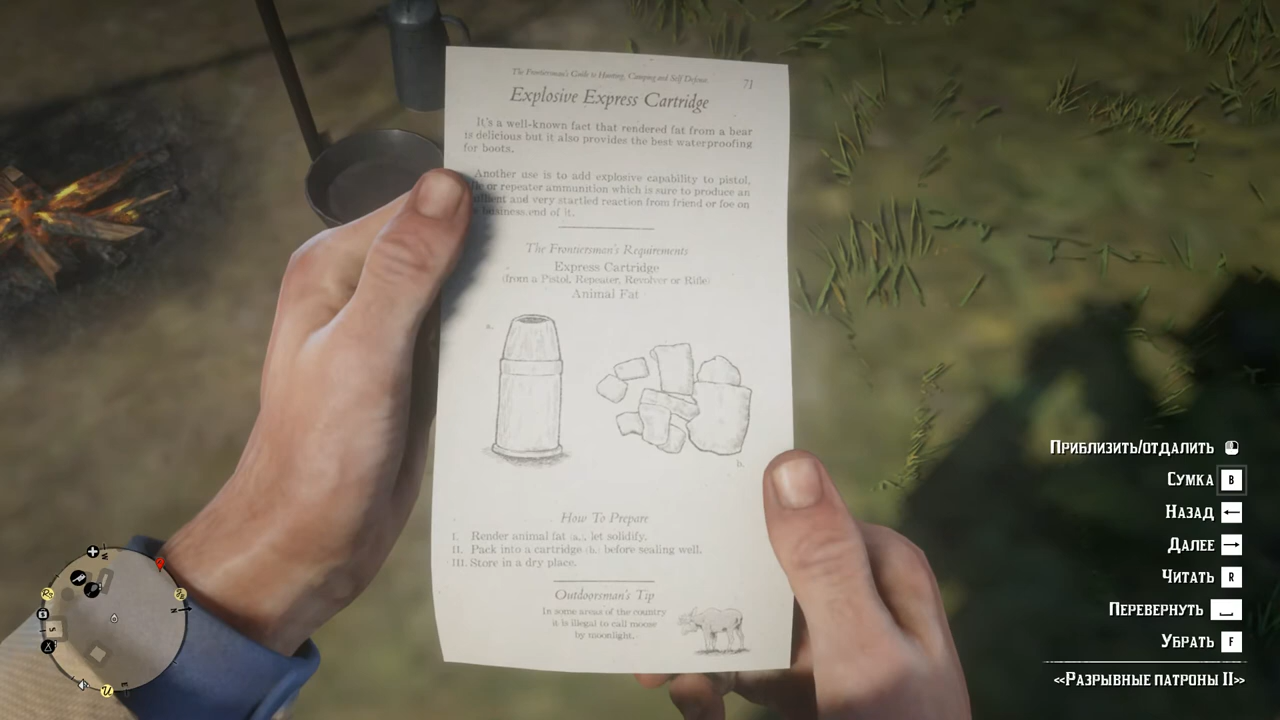 The Frontiersman's Guide to Hunting, Camping and Self Defense
71
Explosive Express Cartridge
It's a well-known fact that rendered fat from a bear
is delicious but it also provides the best waterproofing
for boots.
Another use is to add explosive capability to pistol,
or repeater ammunition which is sure to produce an
and very startled reaction from friend or foe on
business end of it.
The Frontiersman's Requirements
Express Cartridge
(from a Pistol, Repeater, Revolver or Rifle)
Animal Fat
a.
b.
How To Prepare
I. Render animal fat (a.), let solidify.
II. Pack into a cartridge (b.) before sealing well.
III. Store in a dry place.
Outdoorsman's Tip
In some areas of the country
it is illegal to call moose
by moonlight.
Приблизить/отдалить
Сумка B
Назад ←
Далее →
Читать R
Перевернуть
Убрать F
«Разрывные патроны II»